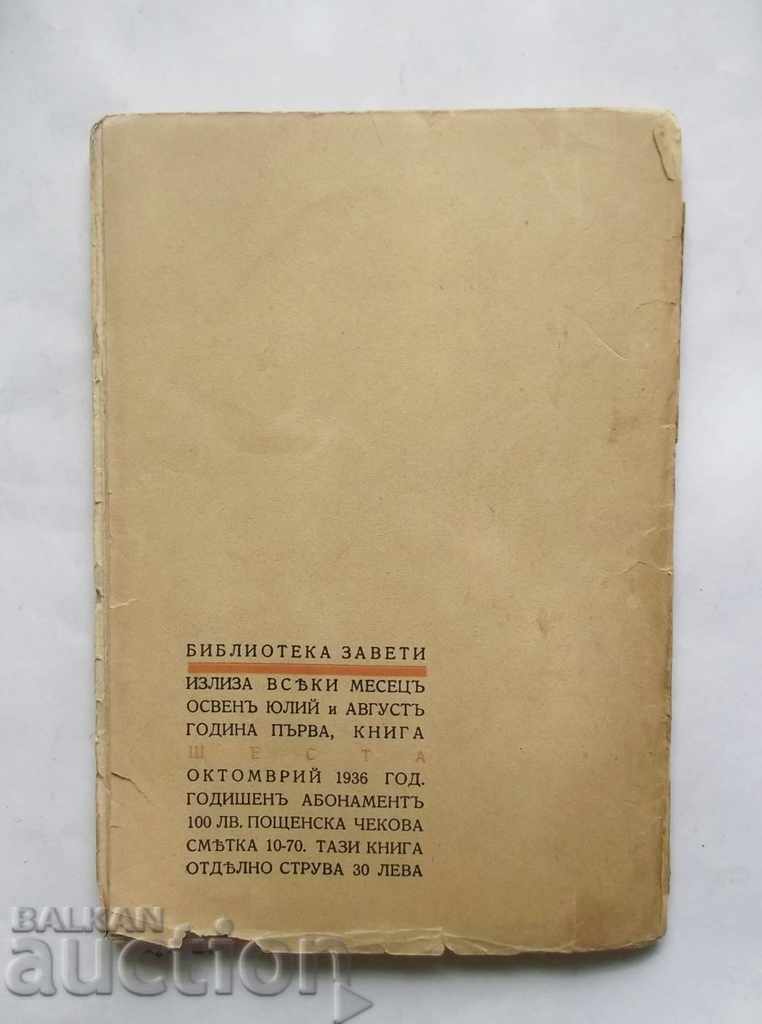 БИБЛИОТЕКА ЗАВЕТИ
ИЗЛИЗА ВСѢКИ МЕСЕЦЪ
ОСВЕНЪ ЮЛИЙ и АВГУСТЪ
ГОДИНА ПЪРВА, КНИГА
ШЕСТА
ОКТОМВРИЙ 1936 ГОД.
ГОДИШЕНЪ АБОНАМЕНТЪ
100 ЛВ. ПОЩЕНСКА ЧЕКОВА
СМѢТКА 10-70. ТАЗИ КНИГА
ОТДѢЛНО СТРУВА 30 ЛЕВА
BALKAN
auction